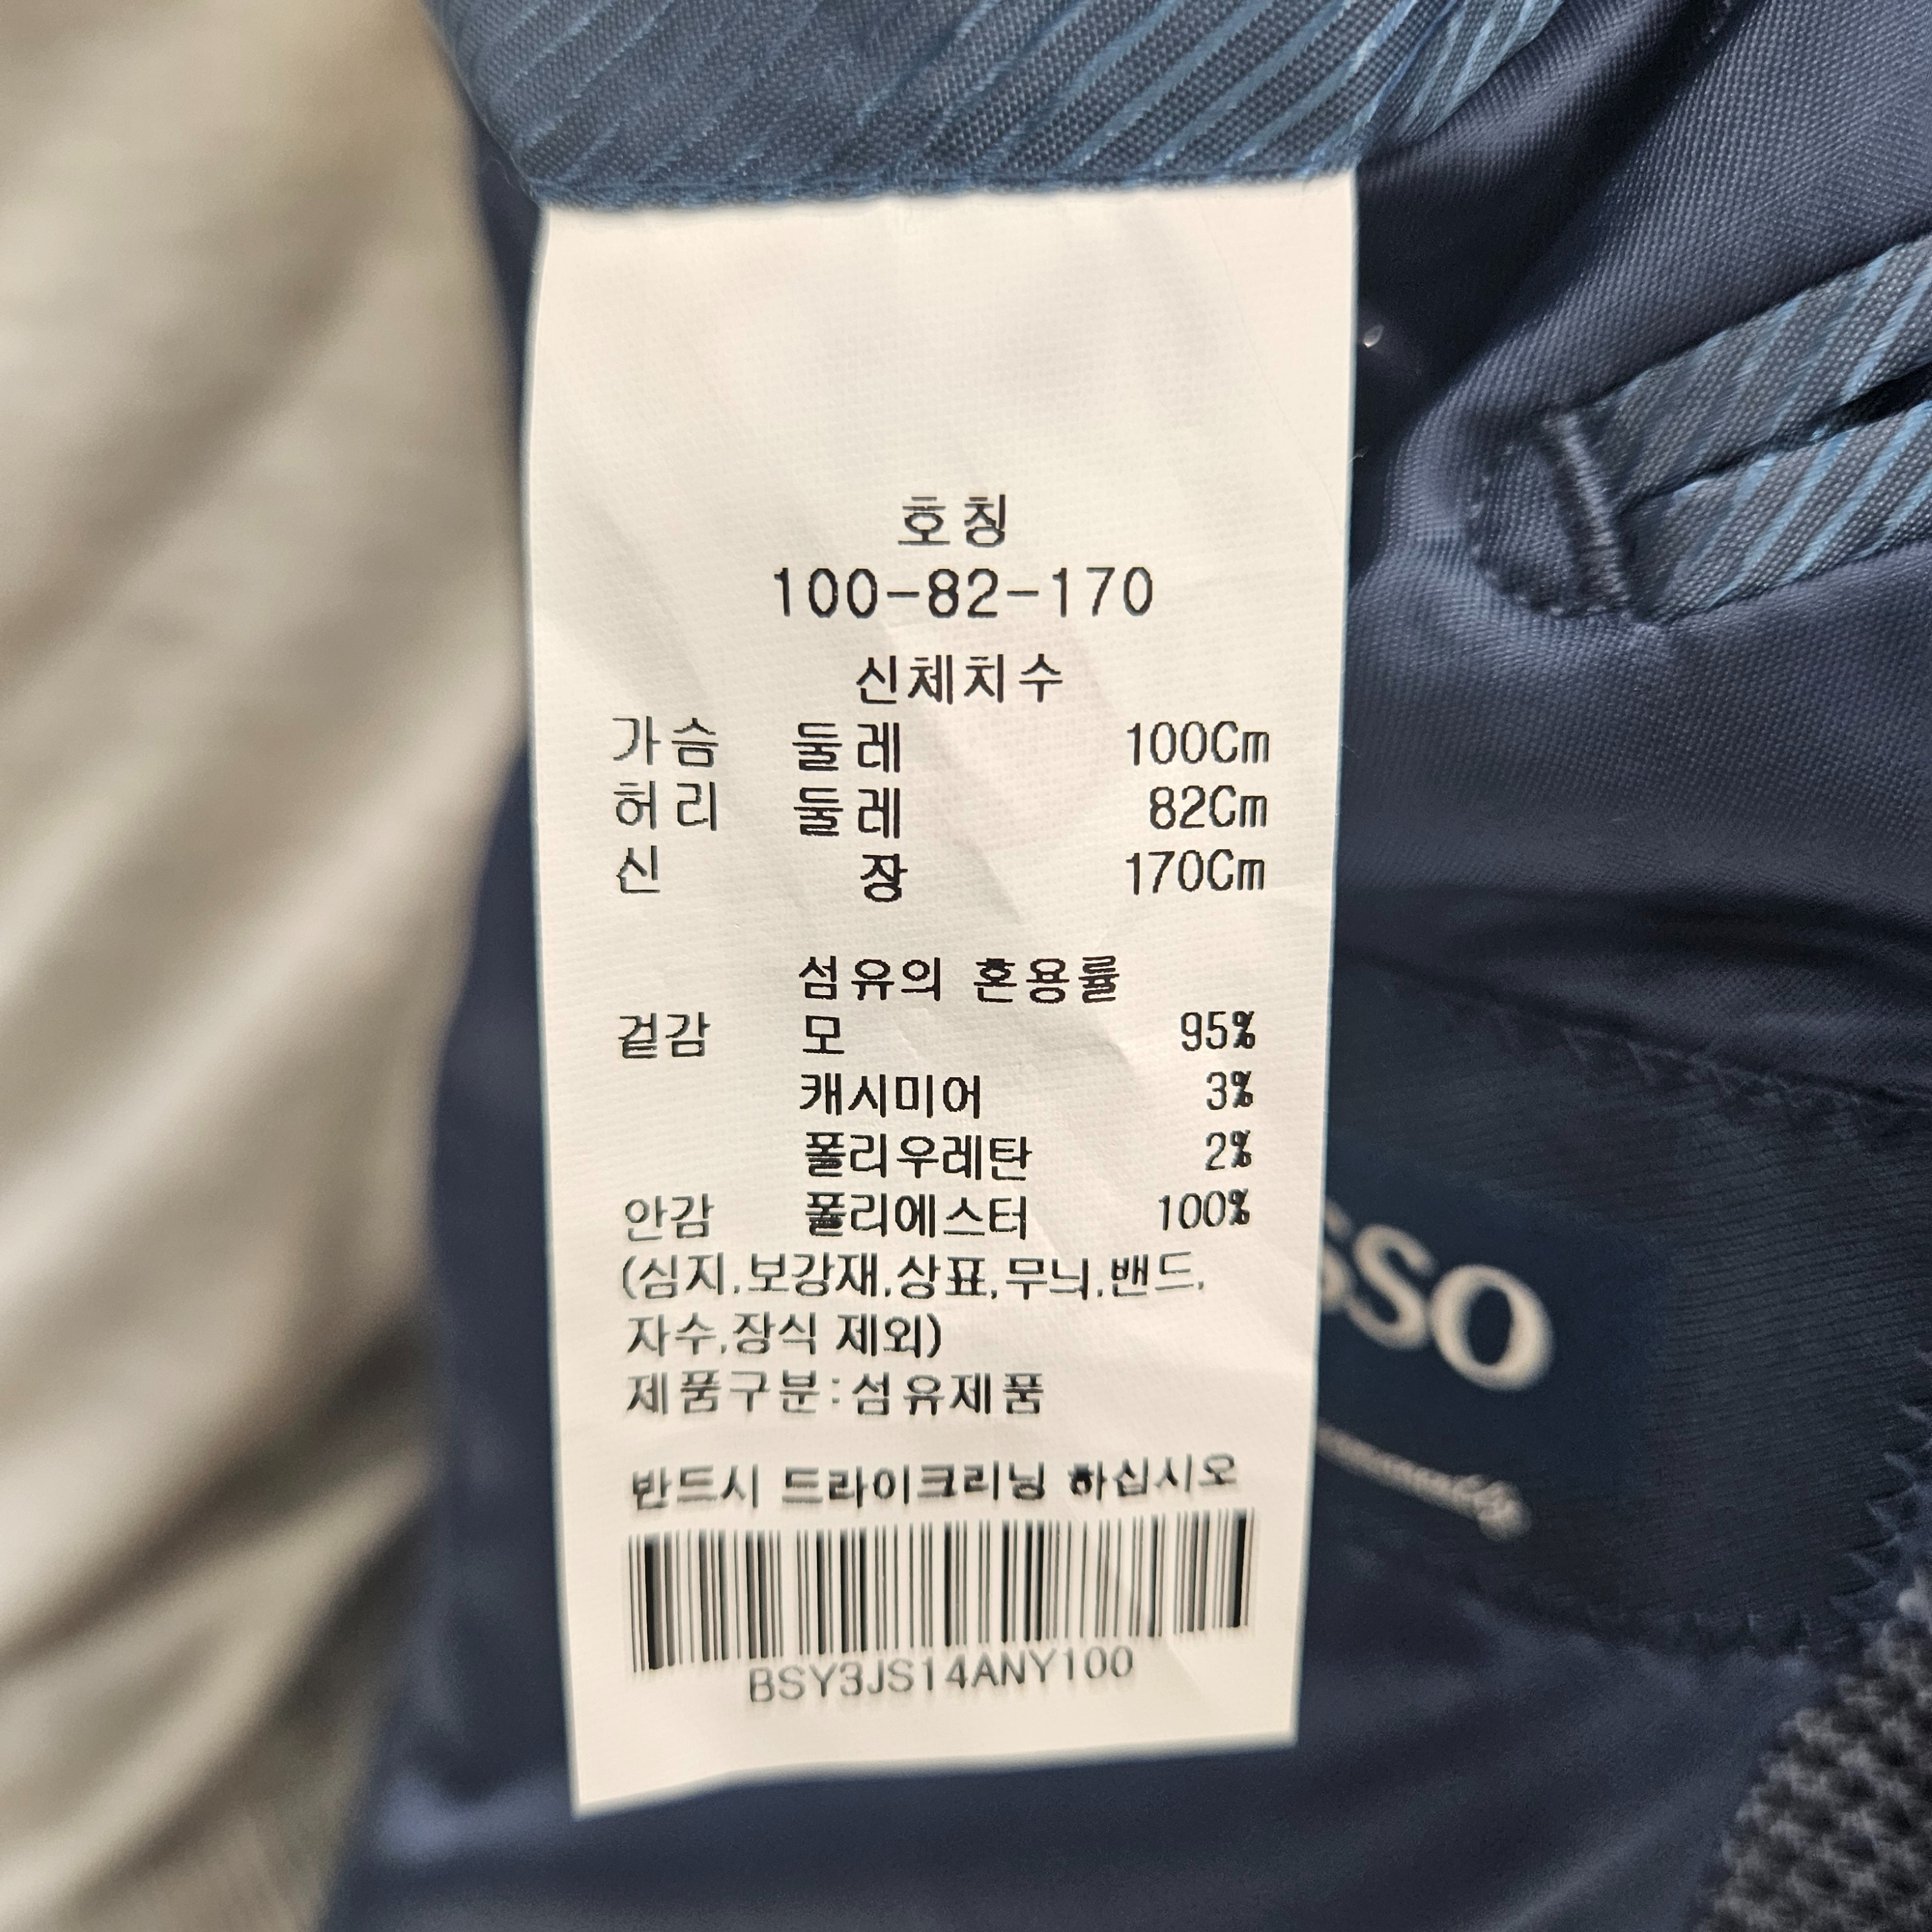 호칭
100-82-170
신체치수
가슴 둘레 100Cm
허리 둘레 82Cm
신 장 170Cm
섬유의 혼용률
겉감 모 95%
캐시미어 3%
폴리우레탄 2%
안감 폴리에스터 100%
(심지,보강재,상표,무늬,밴드,
자수,장식 제외)
제품구분:섬유제품
반드시 드라이크리닝 하십시오
BSY3JS14ANY100
SSO